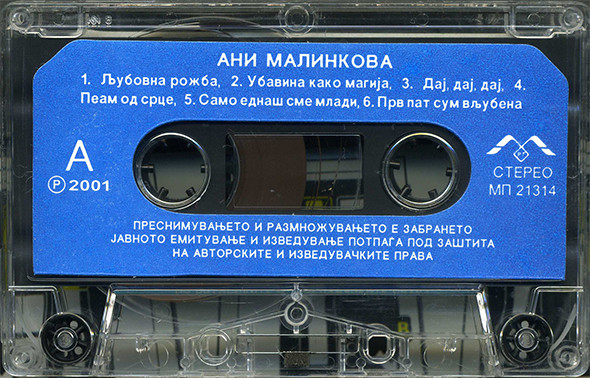 АНИ МАЛИНКОВА
1. Љубовна рожба, 2. Убавина како магија, 3. Дај, дај, дај, 4.
Пеам од срце, 5. Само еднаш сме млади, 6. Прв пат сум вљубена
A
℗ 2001
СТЕРЕО
МП 21314
ПРЕСНИМУВАЊЕТО И РАЗМНОЖУВАЊЕТО Е ЗАБРАНЕТО
ЈАВНОТО ЕМИТУВАЊЕ И ИЗВЕДУВАЊЕ ПОТПАЃА ПОД ЗАШТИТА
НА АВТОРСКИТЕ И ИЗВЕДУВАЧКИТЕ ПРАВА